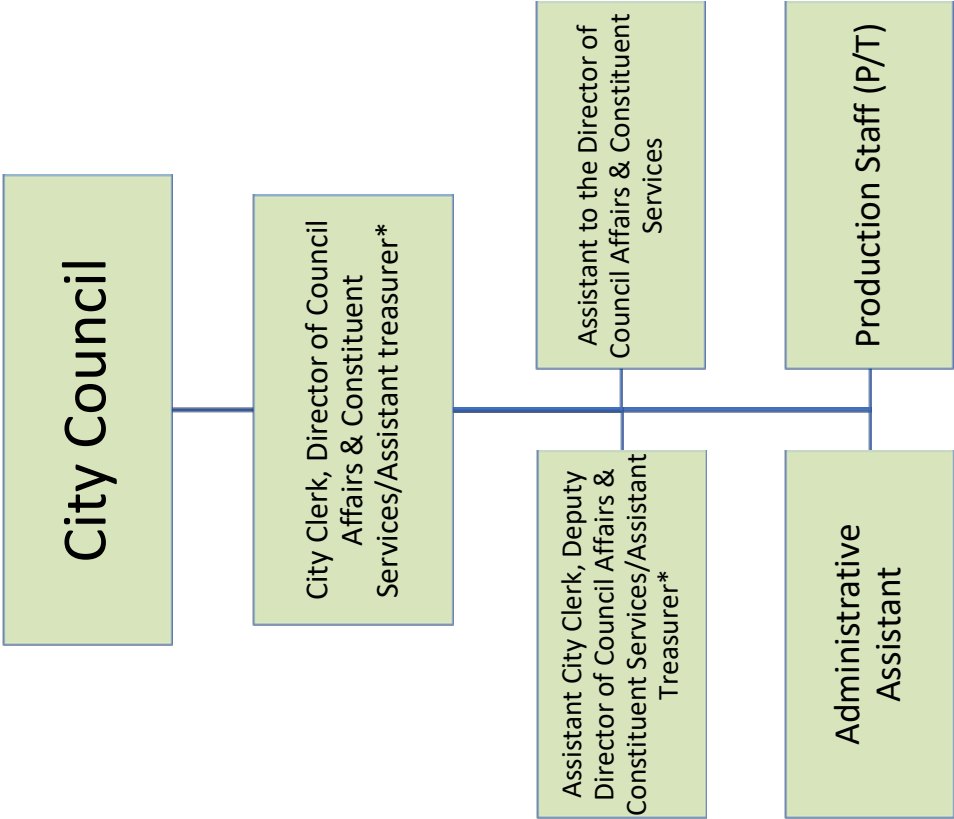 City Council
City Clerk, Director of Council
Affairs & Constituent
Services/Assistant treasurer*
Assistant City Clerk, Deputy
Director of Council Affairs &
Constituent Services/Assistant
Treasurer*
Assistant to the Director of
Council Affairs & Constituent
Services
Administrative
Assistant
Production Staff (P/T)